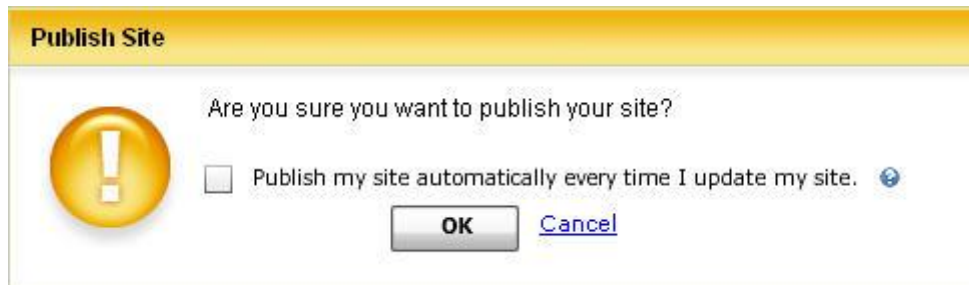 Publish Site
Are you sure you want to publish your site?
Publish my site automatically every time I update my site.
OK Cancel